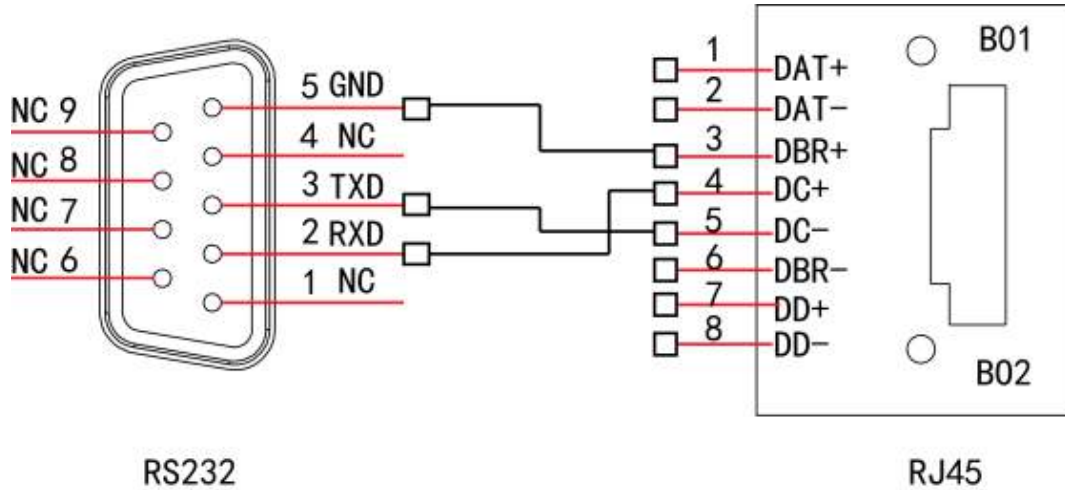 NC 9
NC 8
NC 7
NC 6
5 GND
4 NC
3 TXD
2 RXD
1 NC
1 DAT+
2 DAT-
3 DBR+
4 DC+
5 DC-
6 DBR-
7 DD+
8 DD-
B01
B02
RS232
RJ45